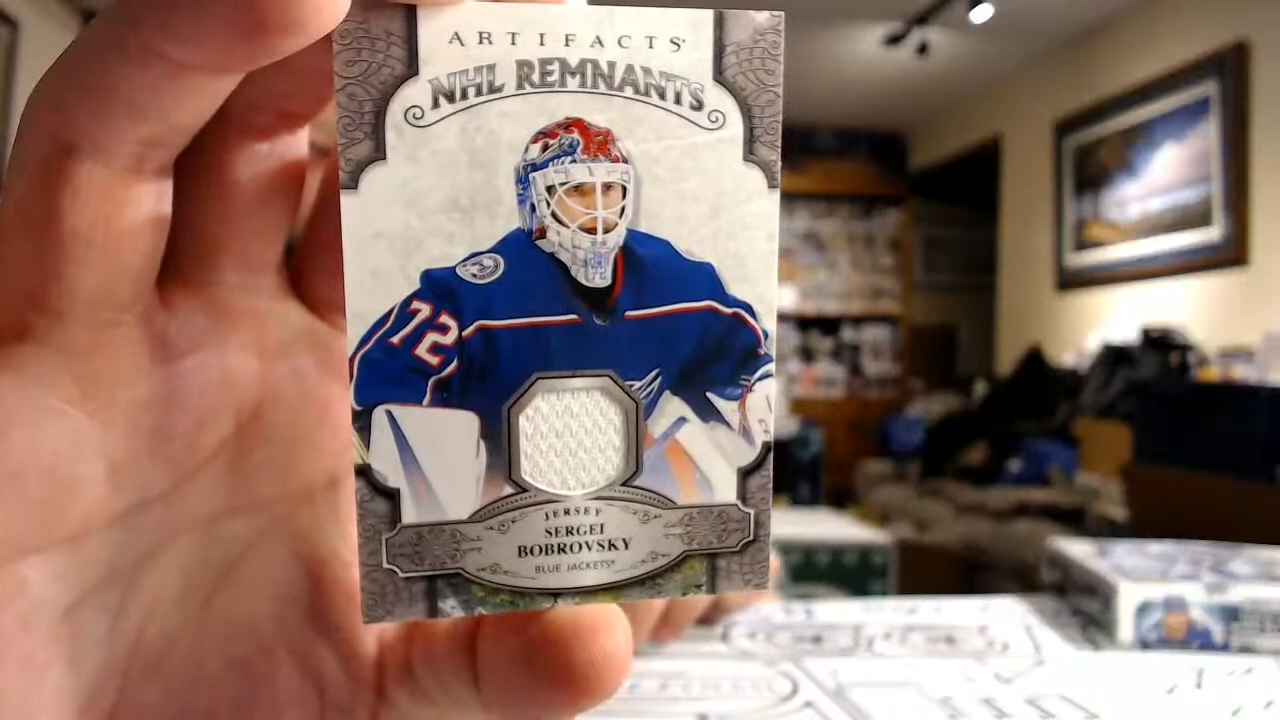 ARTIFACTS
NHL REMNANTS
72
JERSEY
SERGEI
BOBROVSKY
BLUE JACKETS